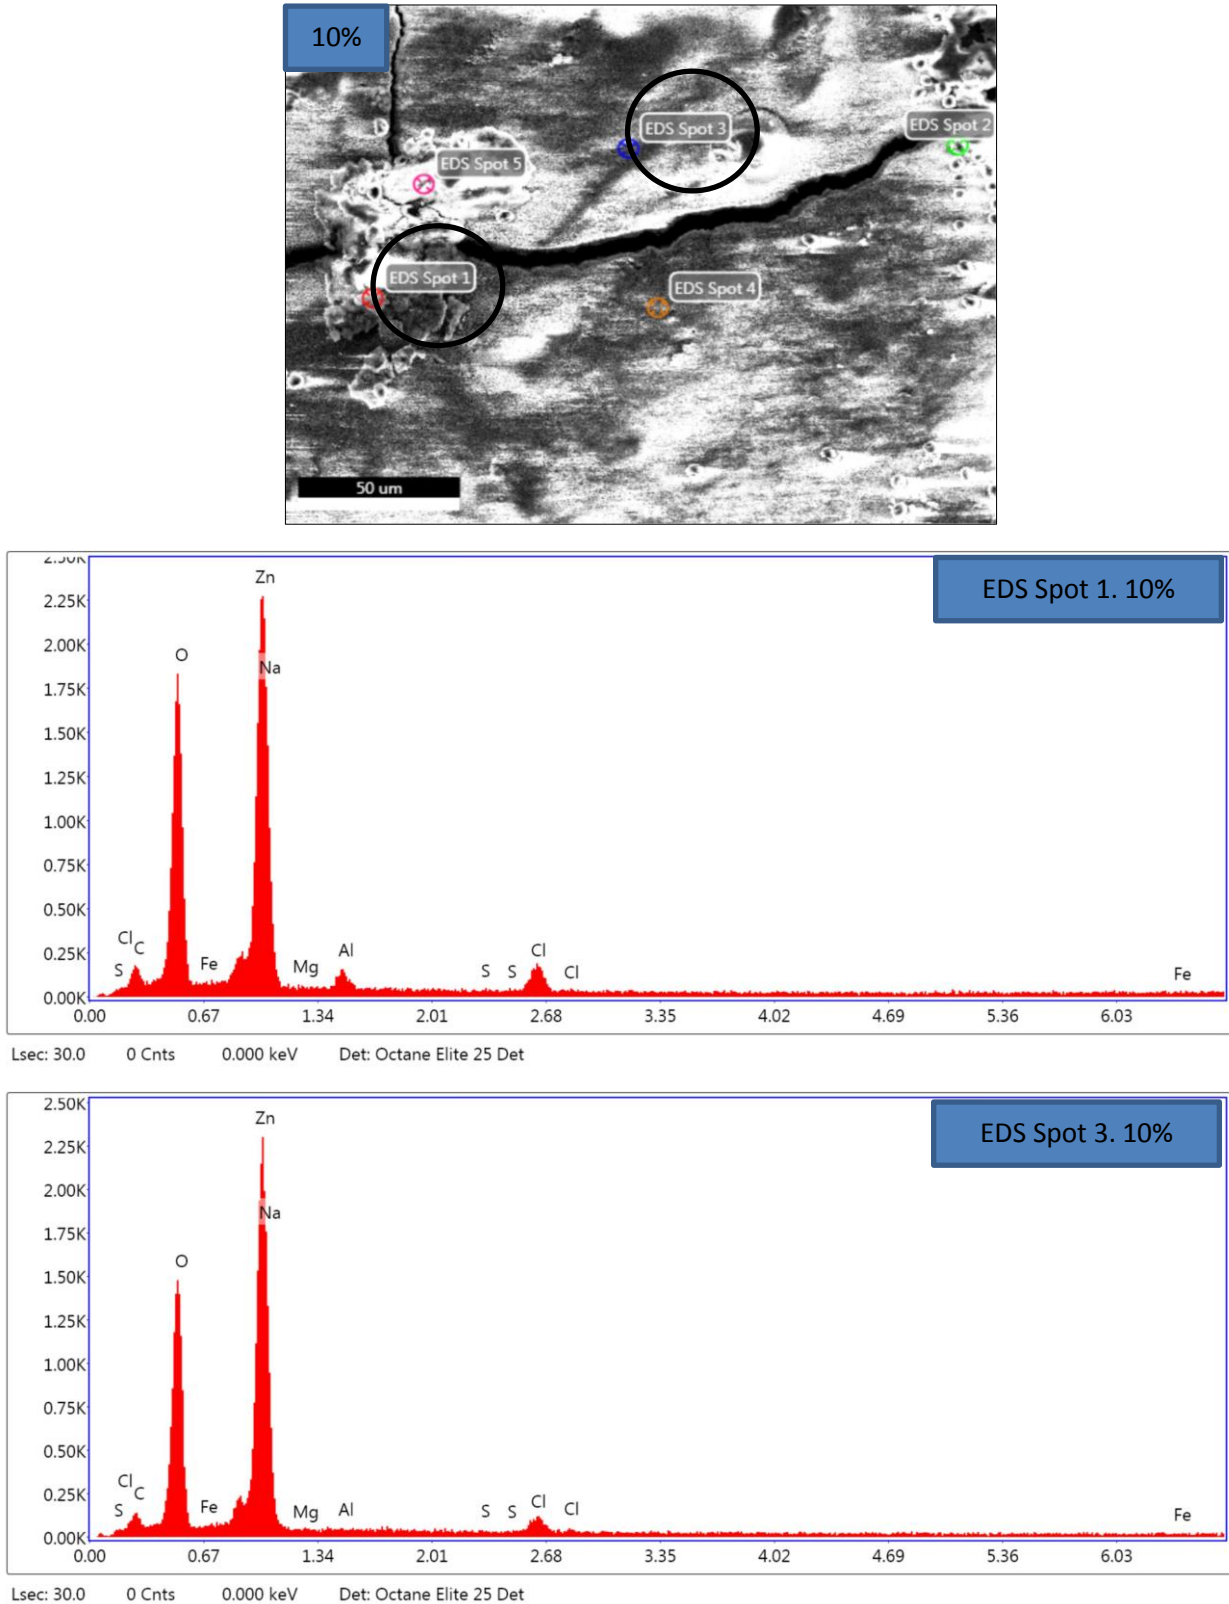 10%
EDS Spot 3
EDS Spot 2
EDS Spot 5
EDS Spot 1
EDS Spot 4
50 um
EDS Spot 1. 10%
2.50K
2.25K
2.00K
1.75K
1.50K
1.25K
1.00K
0.75K
0.50K
0.25K
0.00K
Zn
O
Na
Cl
C
S
Fe
Mg
Al
S
S
Cl
Cl
Fe
0.00 0.67 1.34 2.01 2.68 3.35 4.02 4.69 5.36 6.03
Lsec: 30.0 0 Cnts 0.000 keV Det: Octane Elite 25 Det
EDS Spot 3. 10%
2.50K
2.25K
2.00K
1.75K
1.50K
1.25K
1.00K
0.75K
0.50K
0.25K
0.00K
Zn
Na
O
Cl
C
S
Fe
Mg
Al
S
S
Cl
Cl
Fe
0.00 0.67 1.34 2.01 2.68 3.35 4.02 4.69 5.36 6.03
Lsec: 30.0 0 Cnts 0.000 keV Det: Octane Elite 25 Det